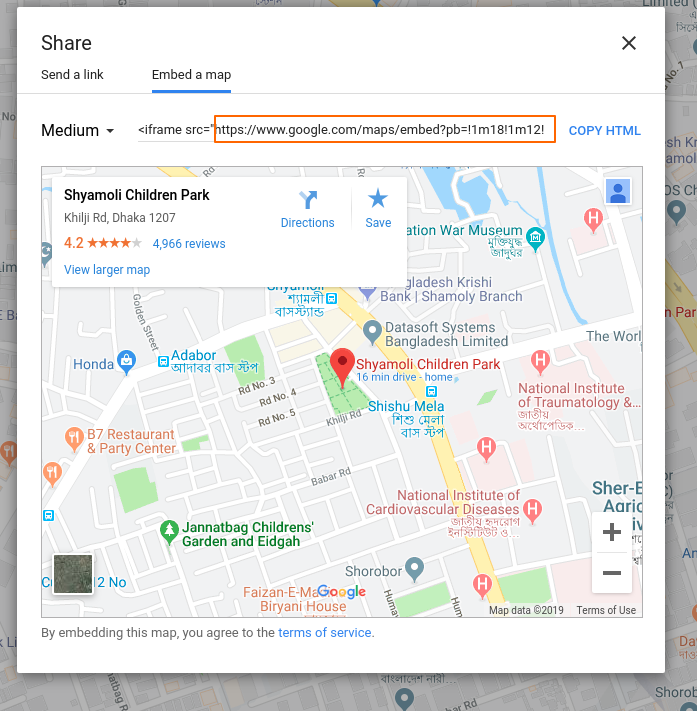 Share
Send a link
Embed a map
Medium
<iframe src="https://www.google.com/maps/embed?pb=!1m18!1m12!
COPY HTML
Shyamoli Children Park
Khilji Rd, Dhaka 1207
4.2
4,966 reviews
View larger map
Directions
Save
ation War Museum
মুক্তিযুদ্ধ
জাদুঘর
Shyamoli
শ্যামলী
বাসস্ট্যান্ড
gladesh Krishi
Bank | Shamoly Branch
Golden Street
Datasoft Systems
Bangladesh Limited
The Worl
Honda
Adabor
আদাবর বাস স্টপ
Shyamoli Children Park
16 min drive - home
Rd No. 3
Rd No. 4
Rd No. 5
Khilji Rd
Shishu Mela
শিশু মেলা
বাস স্টপ
National Institute
of Traumatology &...
জাতীয়
অর্থোপেডিক...
B7 Restaurant
& Party Center
Babar Rd
National Institute of
Cardiovascular Diseases
জাতীয় হৃদরোগ
ইনস্টিটিউট ও...
Sher-E
Agric
Jannatbag Childrens'
Garden and Eidgah
Shorobor
12 No
Faizan-E-Ma
Biryani House
Google
Huma
Map data ©2019
Terms of Use
By embedding this map, you agree to the terms of service.
বাংলাদেশ নারী...
Shorob